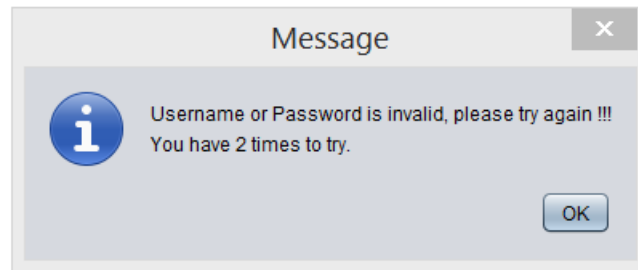 Message
Username or Password is invalid, please try again !!!
You have 2 times to try.
OK